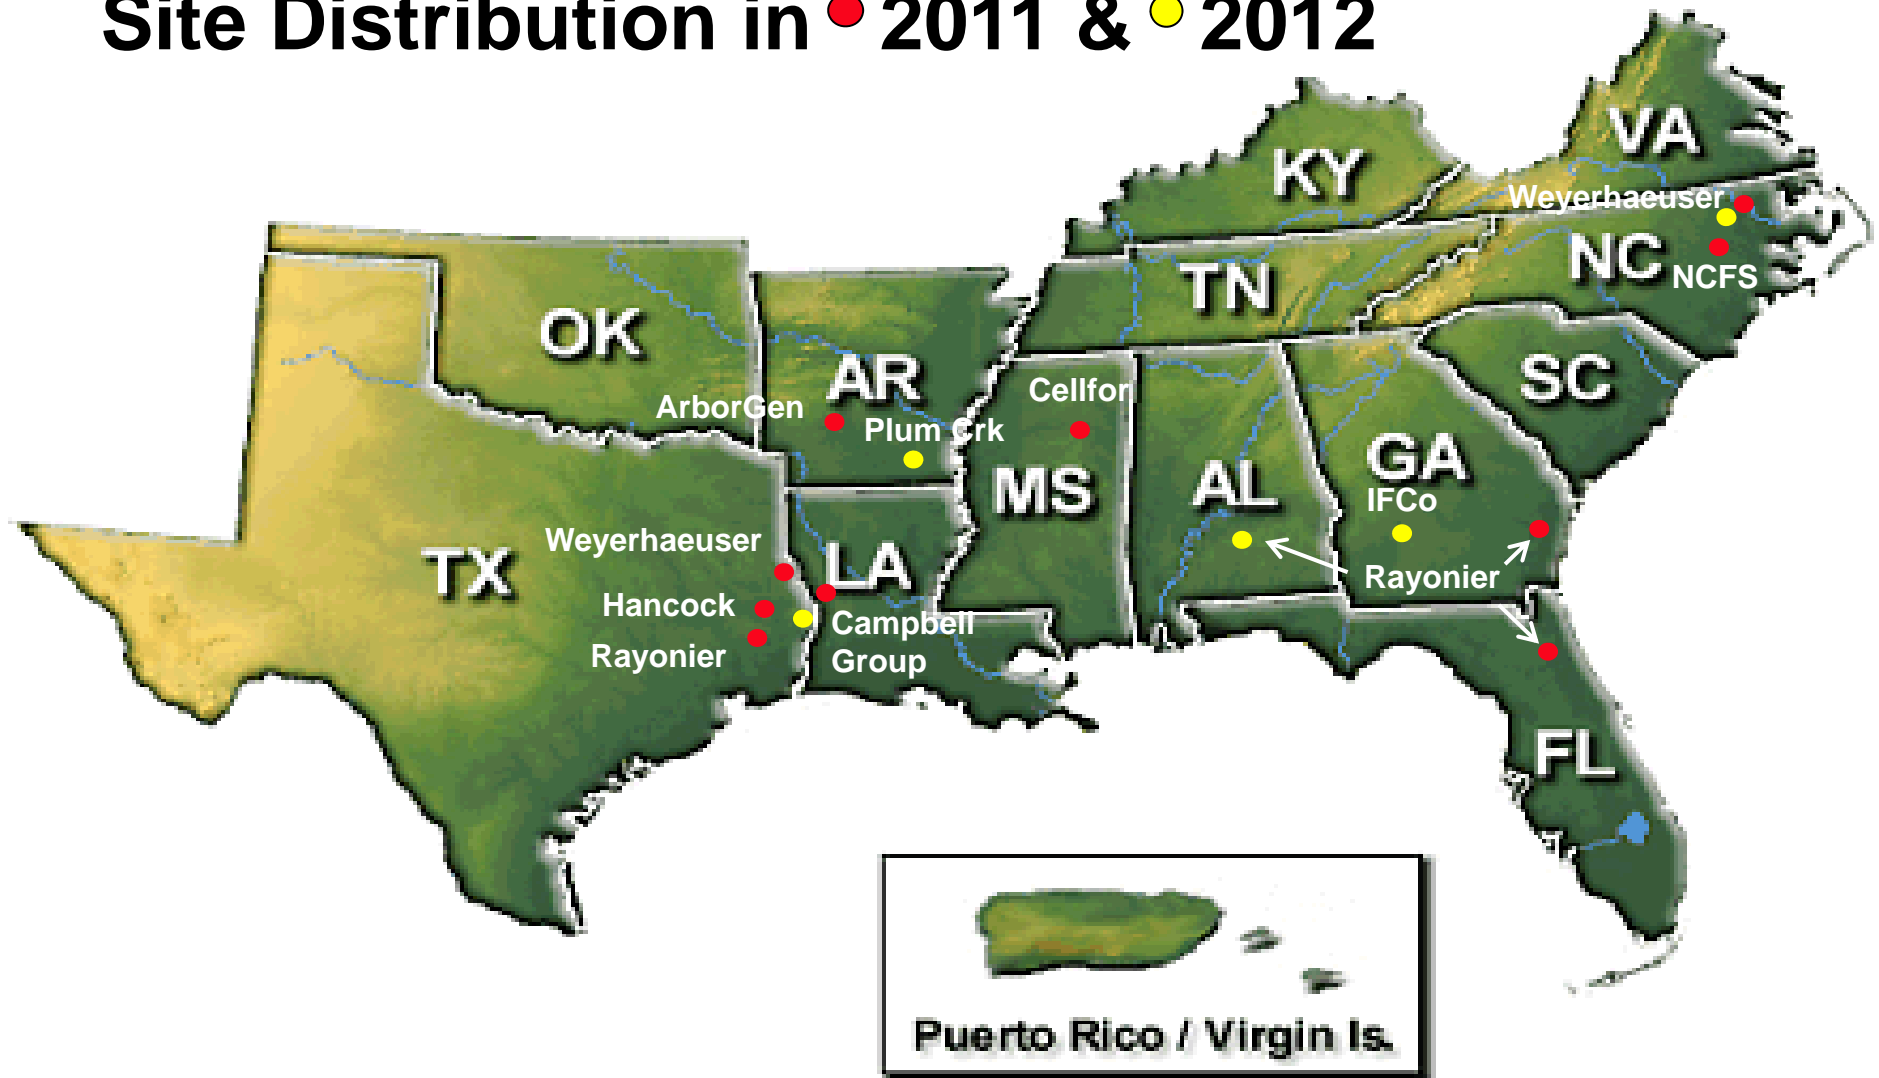 Site Distribution in 2011 & 2012
VA
KY
Weyerhaeuser
NC
NCFS
TN
OK
AR
SC
Cellfor
ArborGen
Plum Crk
GA
MS
AL
IFCo
Weyerhaeuser
TX
LA
Rayonier
Hancock
Campbell
Group
Rayonier
FL
Puerto Rico / Virgin Is.